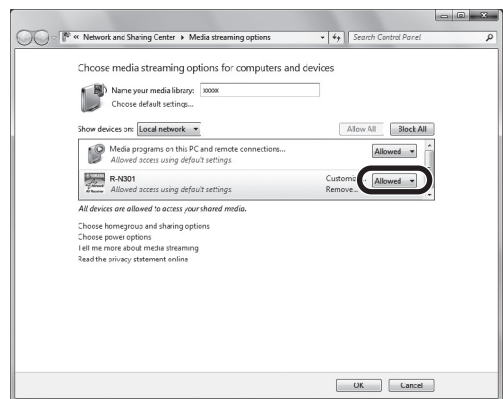 « Network and Sharing Center ▸ Media streaming options
Search Control Panel
Choose media streaming options for computers and devices
Name your media library: xxxxx
Choose default settings...
Show devices on: Local network
Allow All Block All
Media programs on this PC and remote connections...
Allowed access using default settings
Allowed
R-N301
Allowed access using default settings
Customiz...
Remove...
Allowed
All devices are allowed to access your shared media.
Choose homegroup and sharing options
Choose power options
Tell me more about media streaming
Read the privacy statement online
OK Cancel